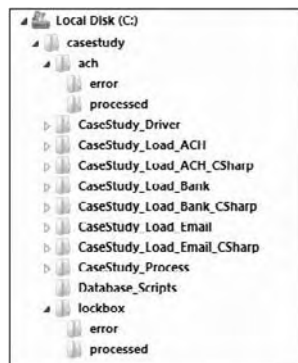 Local Disk (C:)
casestudy
ach
error
processed
CaseStudy_Driver
CaseStudy_Load_ACH
CaseStudy_Load_ACH_CSharp
CaseStudy_Load_Bank
CaseStudy_Load_Bank_CSharp
CaseStudy_Load_Email
CaseStudy_Load_Email_CSharp
CaseStudy_Process
Database_Scripts
lockbox
error
processed